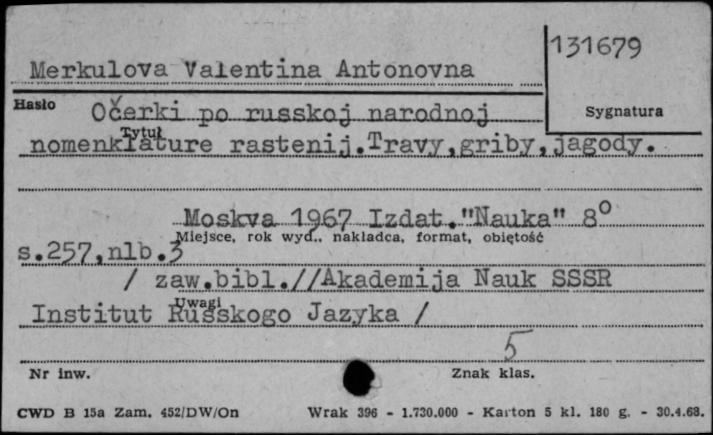 131679
Merkulova Valentina Antonovna
Hasło
Očerki po russkoj narodnoj
Sygnatura
Tytuł
nomenklature rastenij.Travy,griby,jagody.
Moskva 1967 Izdat."Nauka" 8°
Miejsce, rok wyd., nakładca, format, objętość
s.257,nlb.3
/ zaw.bibl.//Akademija Nauk SSSR
Uwagi
Institut Russkogo Jazyka /
5
Nr inw.
Znak klas.
CWD B 15a Zam. 452/DW/On Wrak 396 - 1.730.000 - Karton 5 kl. 180 g. - 30.4.68.